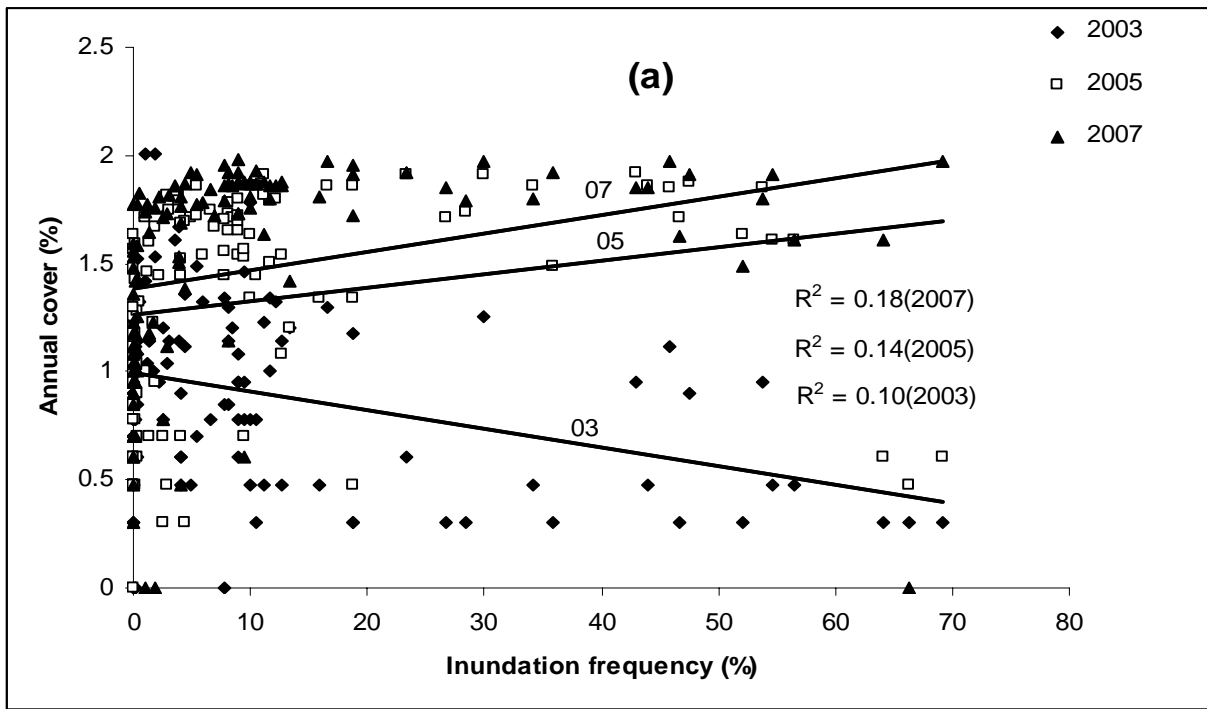 2003
2005
2007
(a)
2.5
2
1.5
1
0.5
0
Annual cover (%)
07
05
03
R² = 0.18(2007)
R² = 0.14(2005)
R² = 0.10(2003)
0 10 20 30 40 50 60 70 80
Inundation frequency (%)